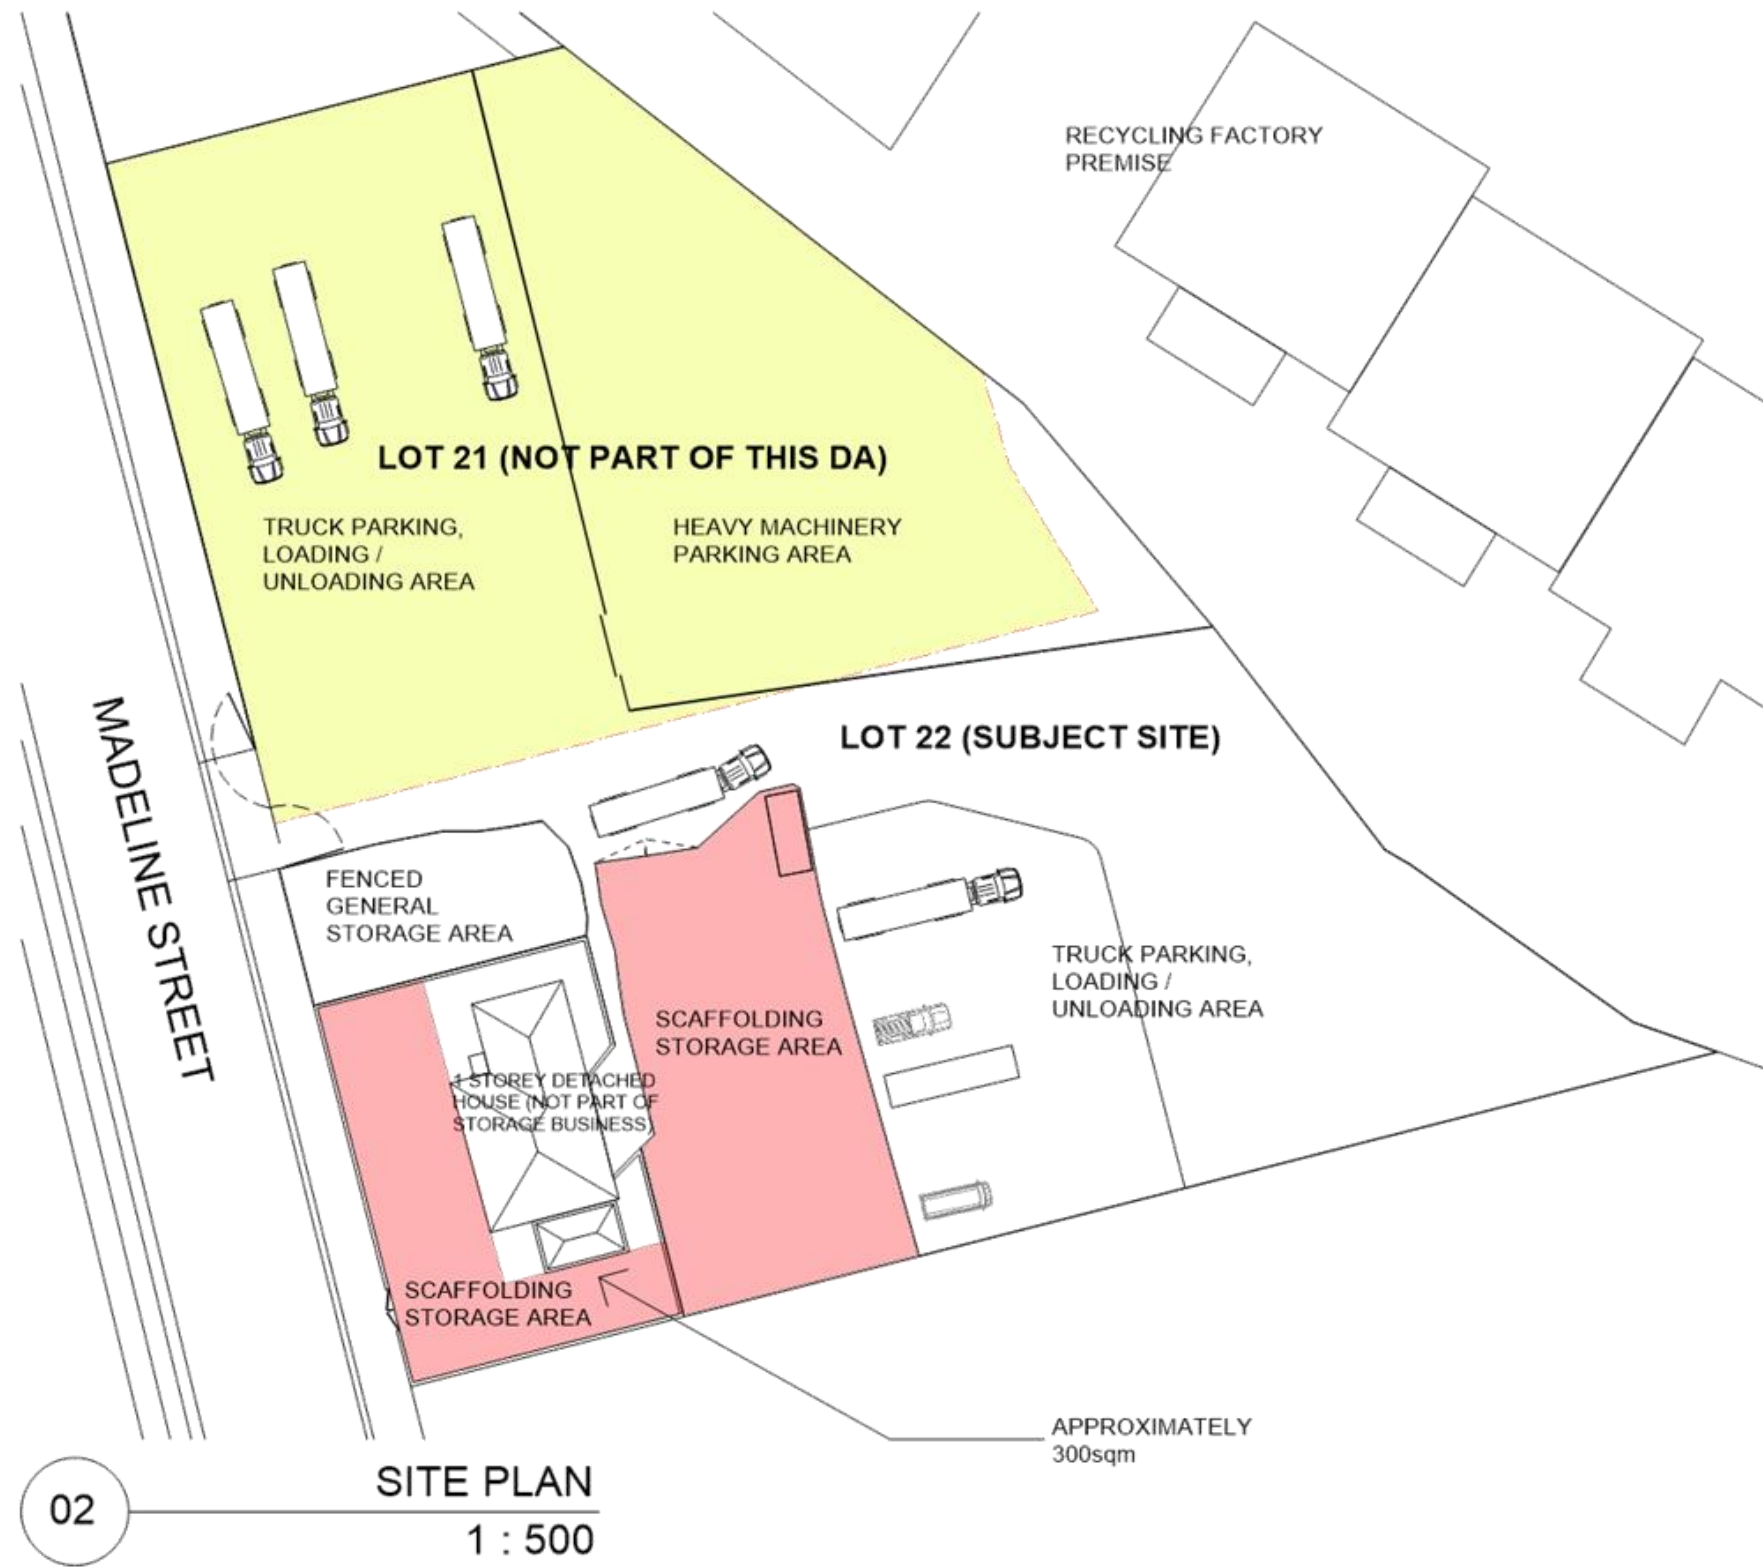 RECYCLING FACTORY
PREMISE
LOT 21 (NOT PART OF THIS DA)
TRUCK PARKING,
LOADING /
UNLOADING AREA
HEAVY MACHINERY
PARKING AREA
MADELINE STREET
LOT 22 (SUBJECT SITE)
FENCED
GENERAL
STORAGE AREA
SCAFFOLDING
STORAGE AREA
TRUCK PARKING,
LOADING /
UNLOADING AREA
1 STOREY DETACHED
HOUSE (NOT PART OF
STORAGE BUSINESS)
SCAFFOLDING
STORAGE AREA
APPROXIMATELY
300sqm
02
SITE PLAN
1 : 500